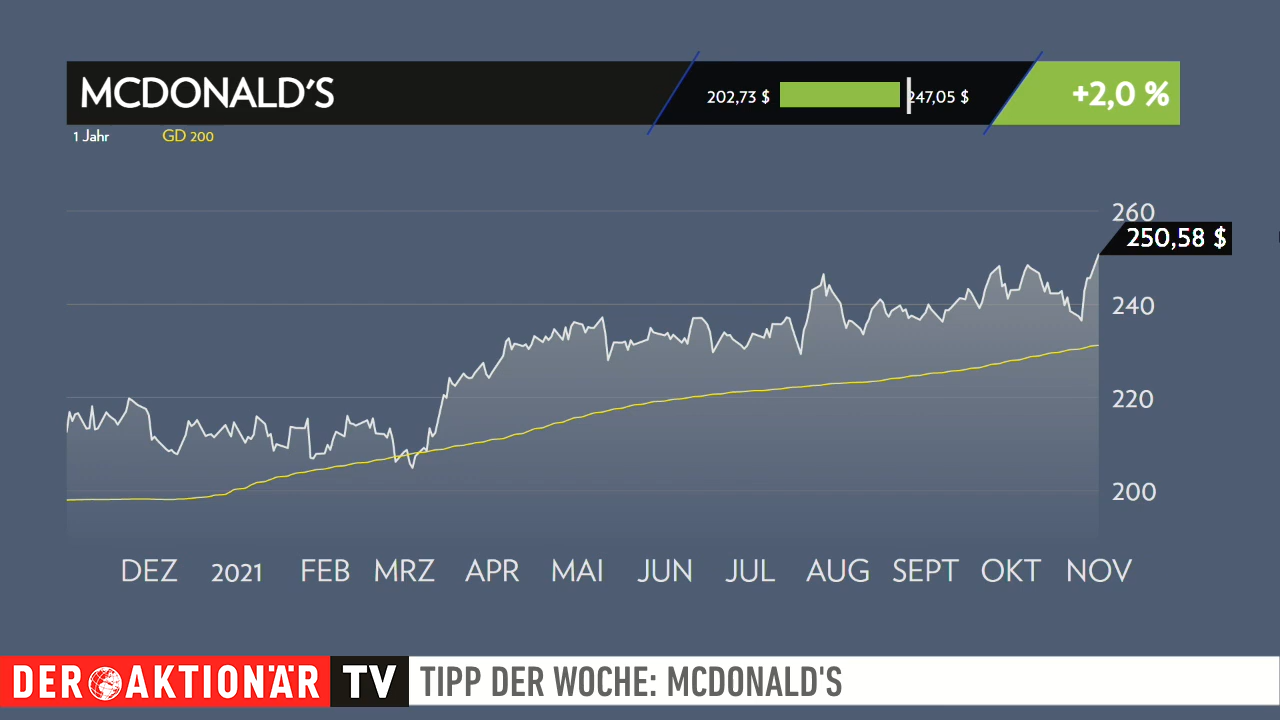 MCDONALD'S
202,73 $
247,05 $
+2,0 %
1 Jahr
GD 200
260
250,58 $
240
220
200
DEZ 2021 FEB MRZ APR MAI JUN JUL AUG SEPT OKT NOV
DER AKTIONÄR TV TIPP DER WOCHE: MCDONALD'S